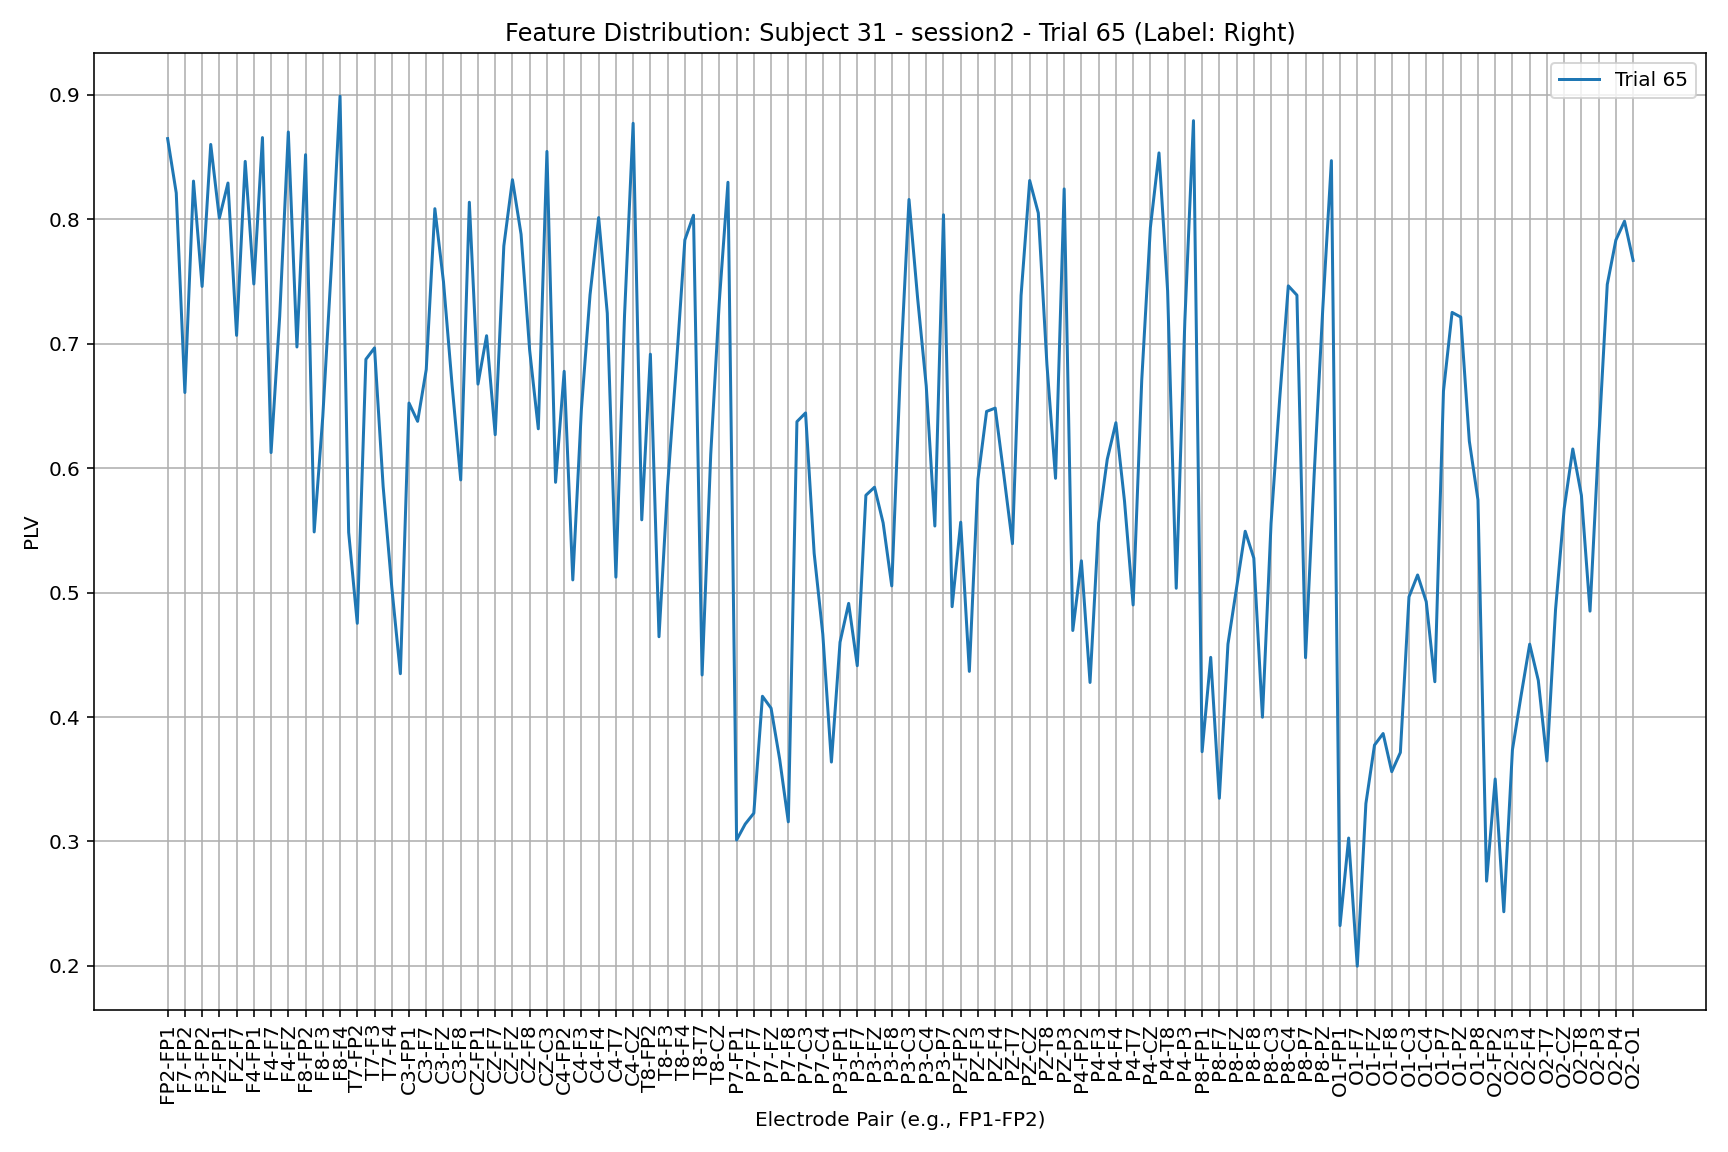 Feature Distribution: Subject 31 - session2 - Trial 65 (Label: Right)
Trial 65
0.9
0.8
0.7
0.6
0.5
0.4
0.3
0.2
PLV
FP2-FP1
F7-FP2
F3-FP2
FZ-FP1
FZ-F7
F4-FP1
F4-F7
F4-FZ
F8-FP2
F8-F3
F8-F4
T7-FP2
T7-F3
T7-F4
C3-FP1
C3-F7
C3-FZ
C3-F8
CZ-FP1
CZ-F7
CZ-FZ
CZ-F8
CZ-C3
C4-FP2
C4-F3
C4-F4
C4-T7
C4-CZ
T8-FP2
T8-F3
T8-F4
T8-T7
T8-CZ
P7-FP1
P7-F7
P7-FZ
P7-F8
P7-C3
P7-C4
P3-FP1
P3-F7
P3-FZ
P3-F8
P3-C3
P3-C4
P3-P7
PZ-FP2
PZ-F3
PZ-F4
PZ-T7
PZ-CZ
PZ-T8
PZ-P3
P4-FP2
P4-F3
P4-F4
P4-T7
P4-CZ
P4-T8
P4-P3
P8-FP1
P8-F7
P8-FZ
P8-F8
P8-C3
P8-C4
P8-P7
P8-PZ
O1-FP1
O1-F7
O1-FZ
O1-F8
O1-C3
O1-C4
O1-P7
O1-PZ
O1-P8
O2-FP2
O2-F3
O2-F4
O2-T7
O2-CZ
O2-T8
O2-P3
O2-P4
O2-O1
Electrode Pair (e.g., FP1-FP2)